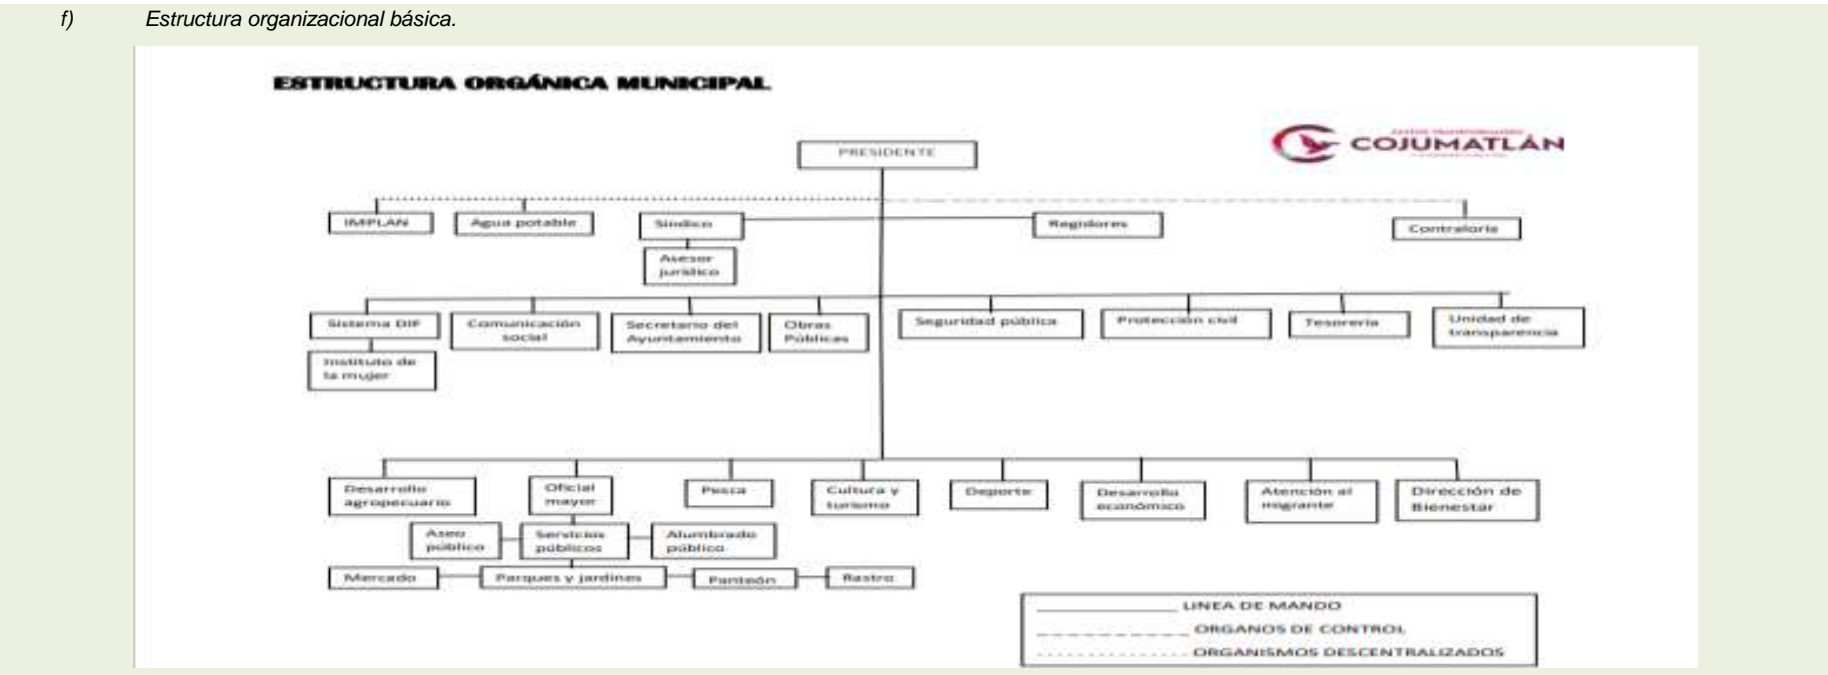 f) Estructura organizacional básica.
ESTRUCTURA ORGÁNICA MUNICIPAL
COJUMATLÁN
PRESIDENTE
IMPLAN
Agua potable
Síndico
Regidores
Contraloría
Asesor
jurídico
Sistema DIF
Comunicación
social
Secretario del
Ayuntamiento
Obras
Públicas
Seguridad pública
Protección civil
Tesorería
Unidad de
transparencia
Instituto de
la mujer
Desarrollo
agropecuario
Oficial
mayor
Pesca
Cultura y
turismo
Deporte
Desarrollo
económico
Atención al
migrante
Dirección de
Bienestar
Aseo
público
Servicios
públicos
Alumbrado
público
Mercado
Parques y jardines
Panteón
Rastro
LINEA DE MANDO
ORGANOS DE CONTROL
ORGANISMOS DESCENTRALIZADOS